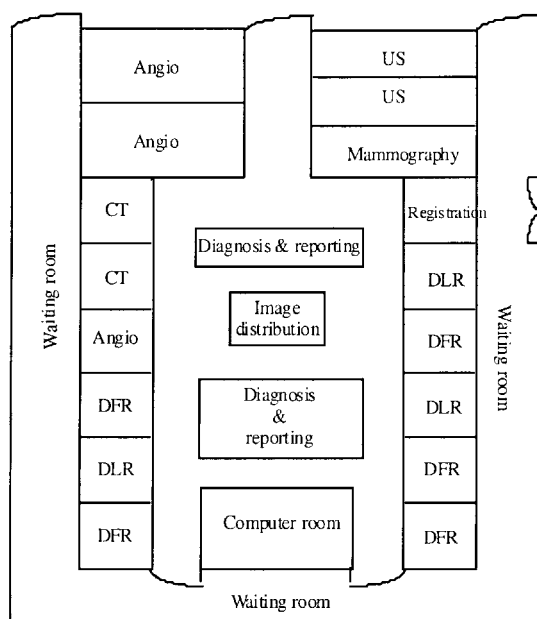 Angio
US
US
Angio
Mammography
CT
Registration
Diagnosis & reporting
CT
DLR
Image
distribution
Waiting room
Waiting room
Angio
DFR
DFR
Diagnosis
&
reporting
DLR
DLR
DFR
Computer room
DFR
DFR
Waiting room